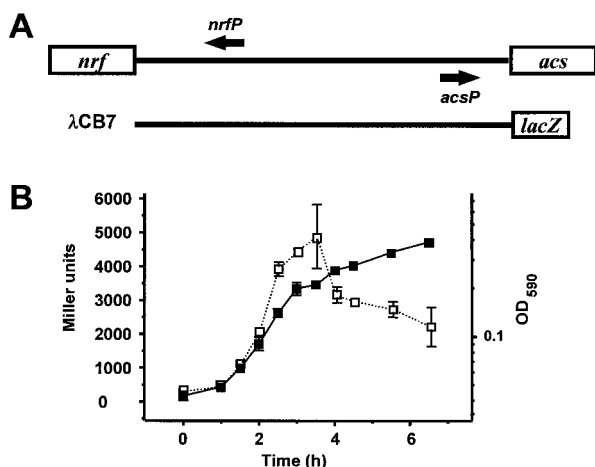 A
nrfP
nrf
acs
acsP
λCB7
lacZ
B
6000
5000
4000
3000
2000
1000
0
Miller units
0.1
OD590
0 2 4 6
Time (h)